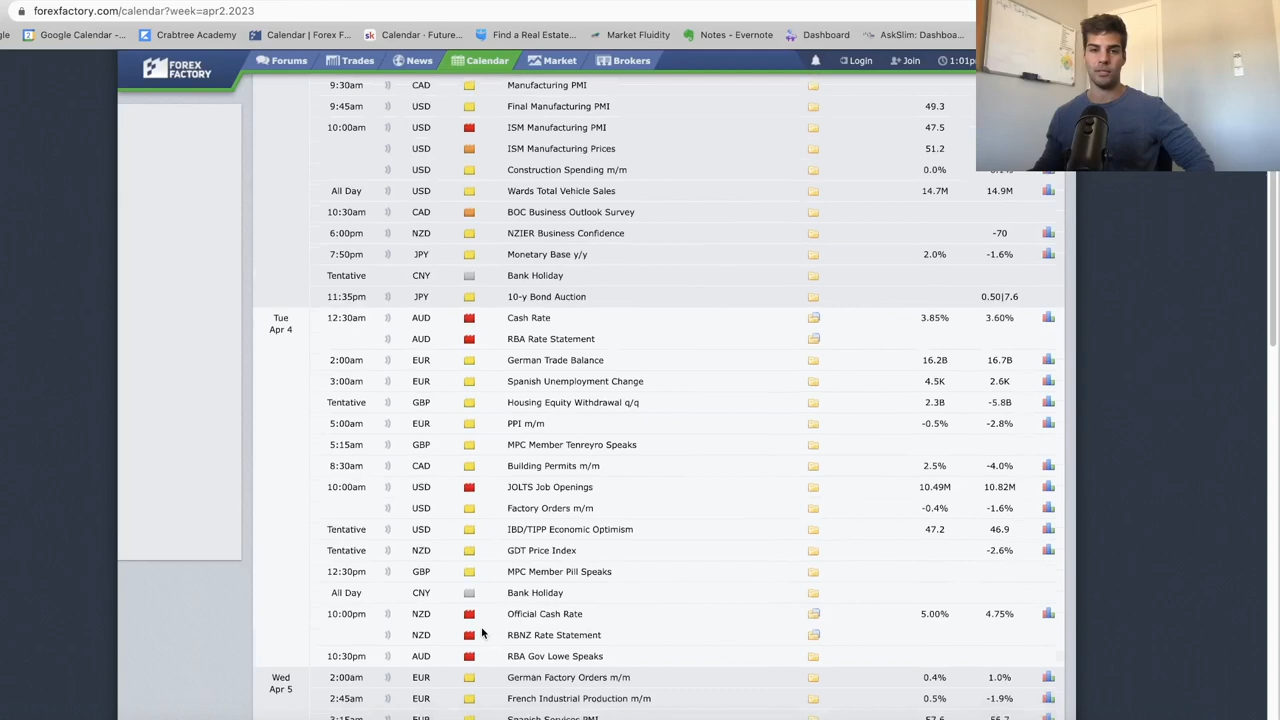 forexfactory.com/calendar?week=apr2.2023
gle Google Calendar -... Crabtree Academy Calendar | Forex F... Calendar · Future... Find a Real Estate... Market Fluidity Notes - Evernote Dashboard AskSlim: Dashboa...
FOREX FACTORY Forums Trades News Calendar Market Brokers Login Join 1:01p
9:30am CAD Manufacturing PMI
9:45am USD Final Manufacturing PMI 49.3
10:00am USD ISM Manufacturing PMI 47.5
USD ISM Manufacturing Prices 51.2
USD Construction Spending m/m 0.0%
All Day USD Wards Total Vehicle Sales 14.7M 14.9M
10:30am CAD BOC Business Outlook Survey
6:00pm NZD NZIER Business Confidence -70
7:50pm JPY Monetary Base y/y 2.0% -1.6%
Tentative CNY Bank Holiday
11:35pm JPY 10-y Bond Auction 0.50|7.6
Tue Apr 4 12:30am AUD Cash Rate 3.85% 3.60%
AUD RBA Rate Statement
2:00am EUR German Trade Balance 16.2B 16.7B
3:00am EUR Spanish Unemployment Change 4.5K 2.6K
Tentative GBP Housing Equity Withdrawal q/q 2.3B -5.8B
5:00am EUR PPI m/m -0.5% -2.8%
5:15am GBP MPC Member Tenreyro Speaks
8:30am CAD Building Permits m/m 2.5% -4.0%
10:00am USD JOLTS Job Openings 10.49M 10.82M
USD Factory Orders m/m -0.4% -1.6%
Tentative USD IBD/TIPP Economic Optimism 47.2 46.9
Tentative NZD GDT Price Index -2.6%
12:30pm GBP MPC Member Pill Speaks
All Day CNY Bank Holiday
10:00pm NZD Official Cash Rate 5.00% 4.75%
NZD RBNZ Rate Statement
10:30pm AUD RBA Gov Lowe Speaks
Wed Apr 5 2:00am EUR German Factory Orders m/m 0.4% 1.0%
2:45am EUR French Industrial Production m/m 0.5% -1.9%
3:15am EUR Spanish Services PMI 57.6 56.7